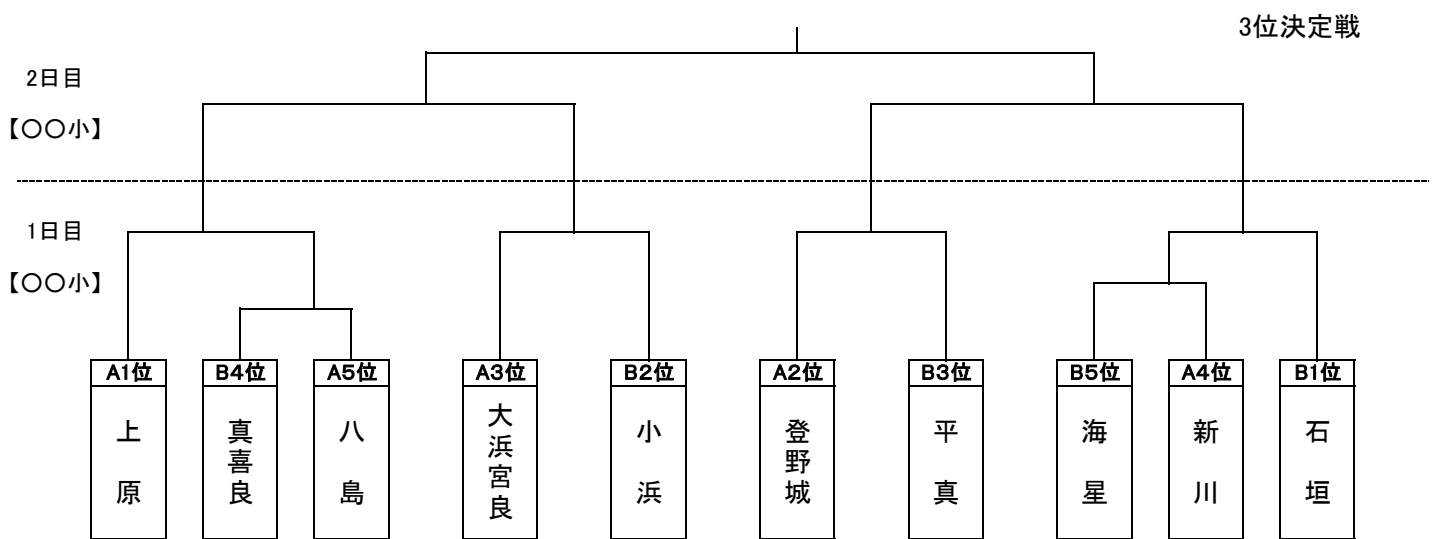 3位決定戦
2日目
【〇〇小】
1日目
【〇〇小】
A1位 B4位 A5位 A3位 B2位 A2位 B3位 B5位 A4位 B1位
上原
真喜良
八島
大浜宮良
小浜
登野城
平真
海星
新川
石垣